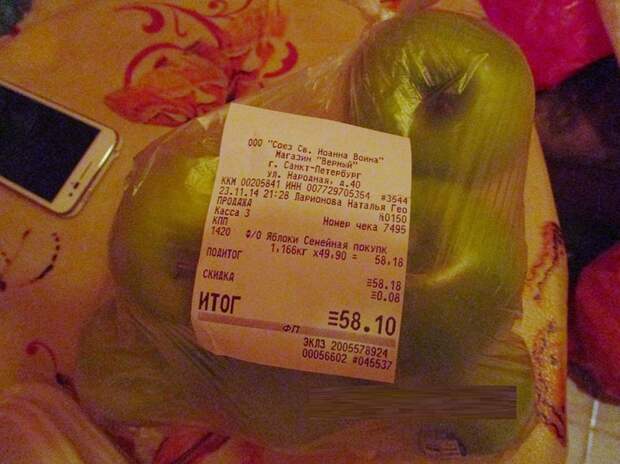 ООО "Союз Св. Иоанна Воина"
Магазин "Верный"
г. Санкт-Петербург
ул. Народная, д.40
ККМ 00205841 ИНН 007729705354 #3544
23.11.14 21:28 Ларионова Наталья Гео
ПРОДАЖА №0150
Касса 3 Номер чека 7495
КПП
1420 Ф/О Яблоки Семейная покупк
1,166кг x49,90 = 58,18
ПОДИТОГ ≡58.18
СКИДКА ≡0.08
ИТОГ ≡58.10
ФП
ЭКЛЗ 2005578924
00056602 #045537